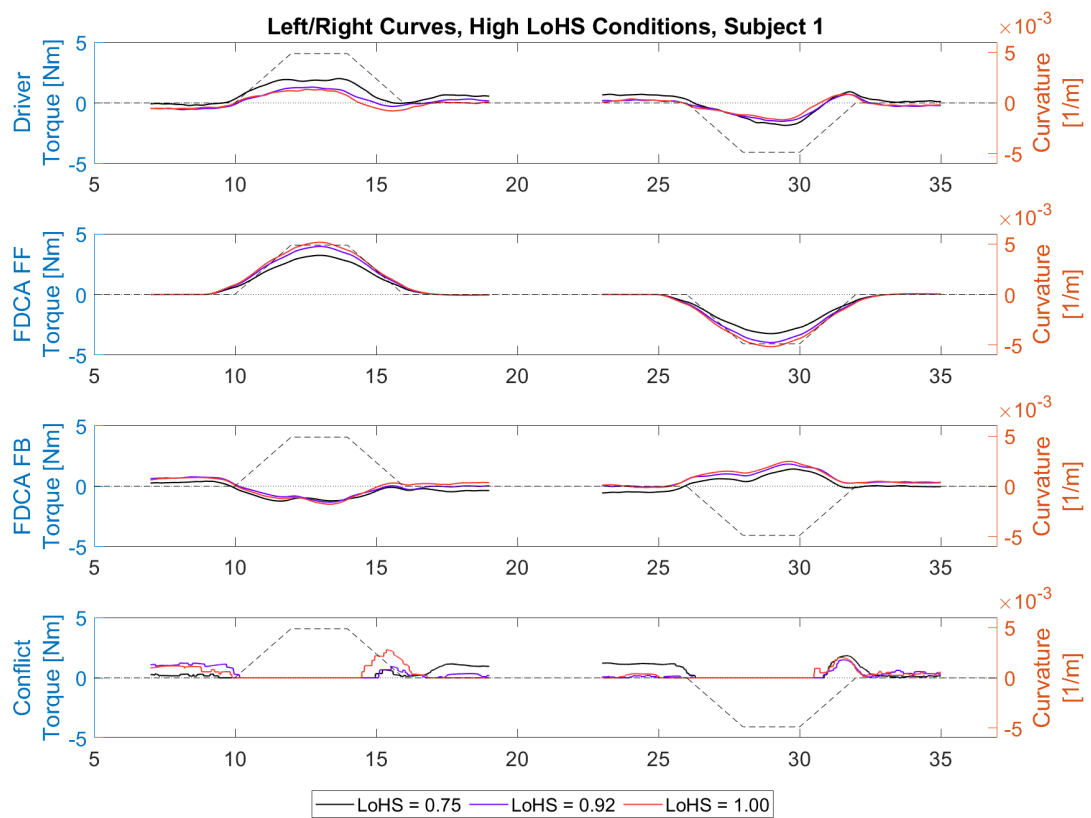 Left/Right Curves, High LoHS Conditions, Subject 1
×10-3
Driver
Torque [Nm]
5
0
-5
5
0
-5
Curvature
[1/m]
5 10 15 20 25 30 35
×10-3
FDCA FF
Torque [Nm]
5
0
-5
5
0
-5
Curvature
[1/m]
5 10 15 20 25 30 35
×10-3
FDCA FB
Torque [Nm]
5
0
-5
5
0
-5
Curvature
[1/m]
5 10 15 20 25 30 35
×10-3
Conflict
Torque [Nm]
5
0
-5
5
0
-5
Curvature
[1/m]
5 10 15 20 25 30 35
LoHS = 0.75 LoHS = 0.92 LoHS = 1.00